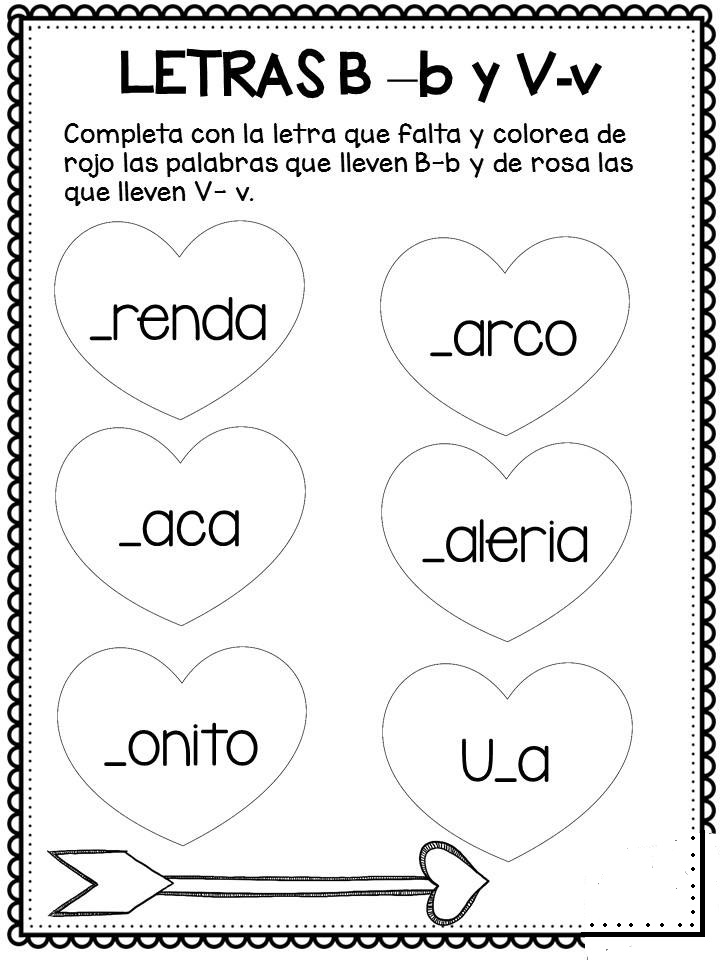 LETRAS B –b y V-v
Completa con la letra que falta y colorea de
rojo las palabras que lleven B-b y de rosa las
que lleven V- v.
_renda
_arco
_aca
_aleria
_onito
U_a